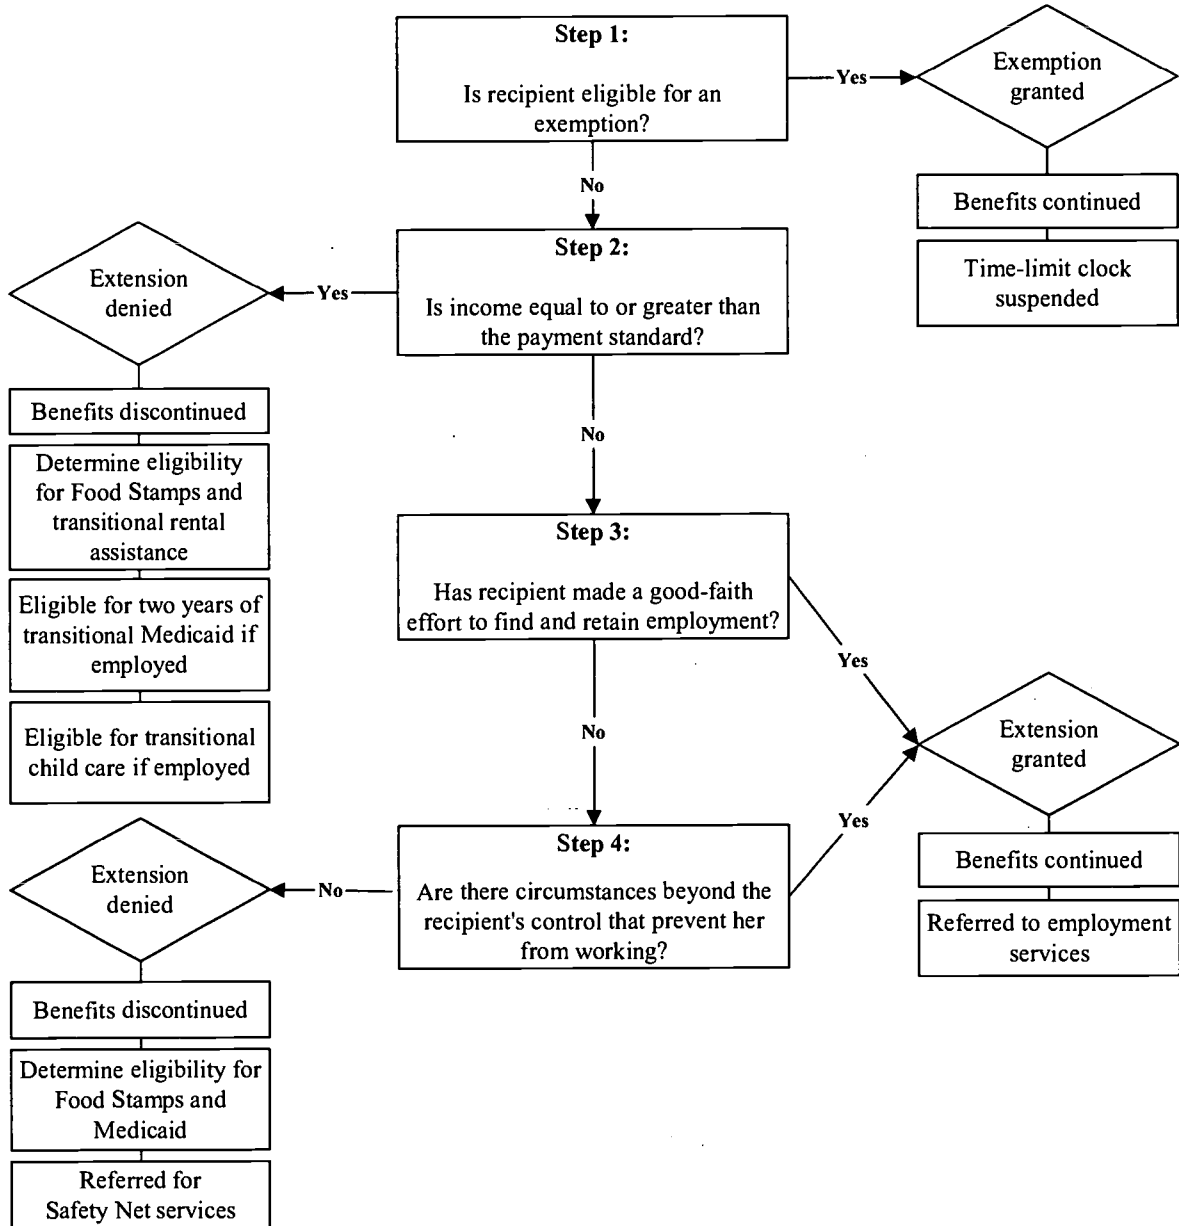 Step 1:
Is recipient eligible for an
exemption?
Yes
Exemption
granted
Benefits continued
Time-limit clock
suspended
No
Step 2:
Is income equal to or greater than
the payment standard?
Yes
Extension
denied
Benefits discontinued
Determine eligibility
for Food Stamps and
transitional rental
assistance
Eligible for two years of
transitional Medicaid if
employed
Eligible for transitional
child care if employed
No
Step 3:
Has recipient made a good-faith
effort to find and retain employment?
Yes
Extension
granted
Benefits continued
Referred to employment
services
No
Step 4:
Are there circumstances beyond the
recipient's control that prevent her
from working?
Yes
No
Extension
denied
Benefits discontinued
Determine eligibility for
Food Stamps and
Medicaid
Referred for
Safety Net services